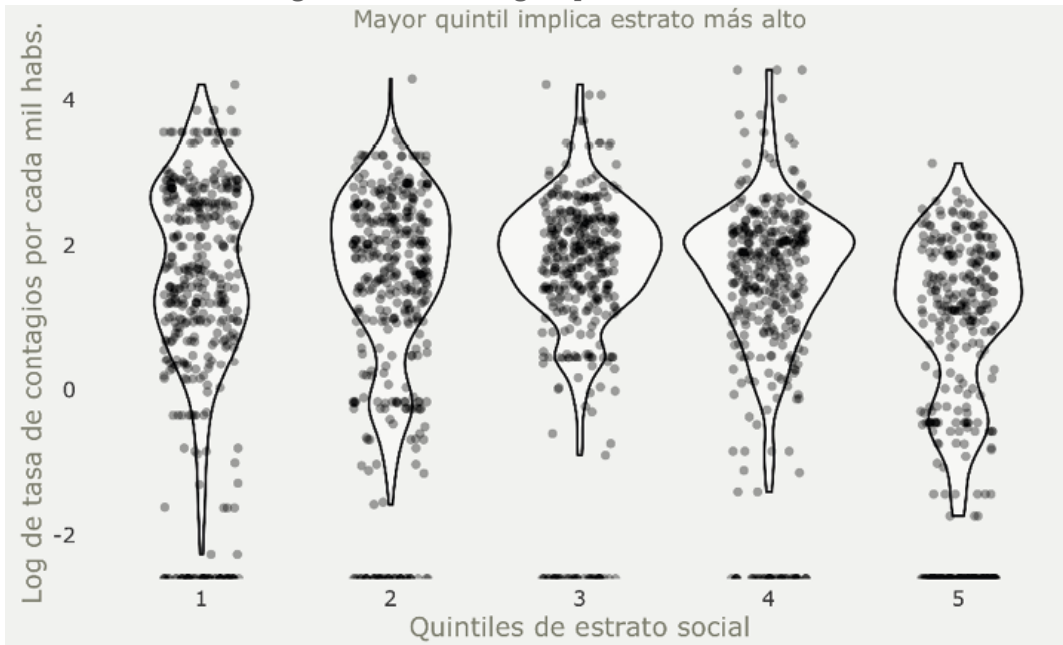 Mayor quintil implica estrato más alto
Log de tasa de contagios por cada mil habs.
4
2
0
-2
1 2 3 4 5
Quintiles de estrato social